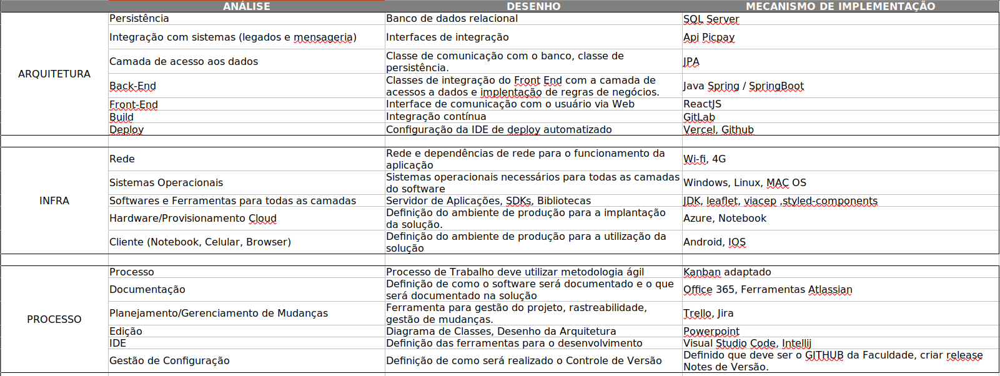 ANÁLISE DESENHO MECANISMO DE IMPLEMENTAÇÃO
ARQUITETURA
Persistência Banco de dados relacional SQL Server
Integração com sistemas (legados e mensageria) Interfaces de integração Api Picpay
Camada de acesso aos dados Classe de comunicação com o banco, classe de
persistência. JPA
Back-End Classes de integração do Front End com a camada de
acessos a dados e implentação de regras de negócios. Java Spring / SpringBoot
Front-End Interface de comunicação com o usuário via Web ReactJS
Build Integração contínua GitLab
Deploy Configuração da IDE de deploy automatizado Vercel, Github
INFRA
Rede Rede e dependências de rede para o funcionamento da
aplicação Wi-fi, 4G
Sistemas Operacionais Sistemas operacionais necessários para todas as camadas
do software Windows, Linux, MAC OS
Softwares e Ferramentas para todas as camadas Servidor de Aplicações, SDKs, Bibliotecas JDK, leaflet, viacep ,styled-components
Hardware/Provisionamento Cloud Definição do ambiente de produção para a implantação
da solução. Azure, Notebook
Cliente (Notebook, Celular, Browser) Definição do ambiente de produção para a utilização da
solução Android, IOS
PROCESSO
Processo Processo de Trabalho deve utilizar metodologia ágil Kanban adaptado
Documentação Definição de como o software será documentado e o que
será documentado na solução Office 365, Ferramentas Atlassian
Planejamento/Gerenciamento de Mudanças Ferramenta para gestão do projeto, rastreabilidade,
gestão de mudanças. Trello, Jira
Edição Diagrama de Classes, Desenho da Arquitetura Powerpoint
IDE Definição das ferramentas para o desenvolvimento Visual Studio Code, Intellij
Gestão de Configuração Definição de como será realizado o Controle de Versão Definido que deve ser o GITHUB da Faculdade, criar release
Notes de Versão.